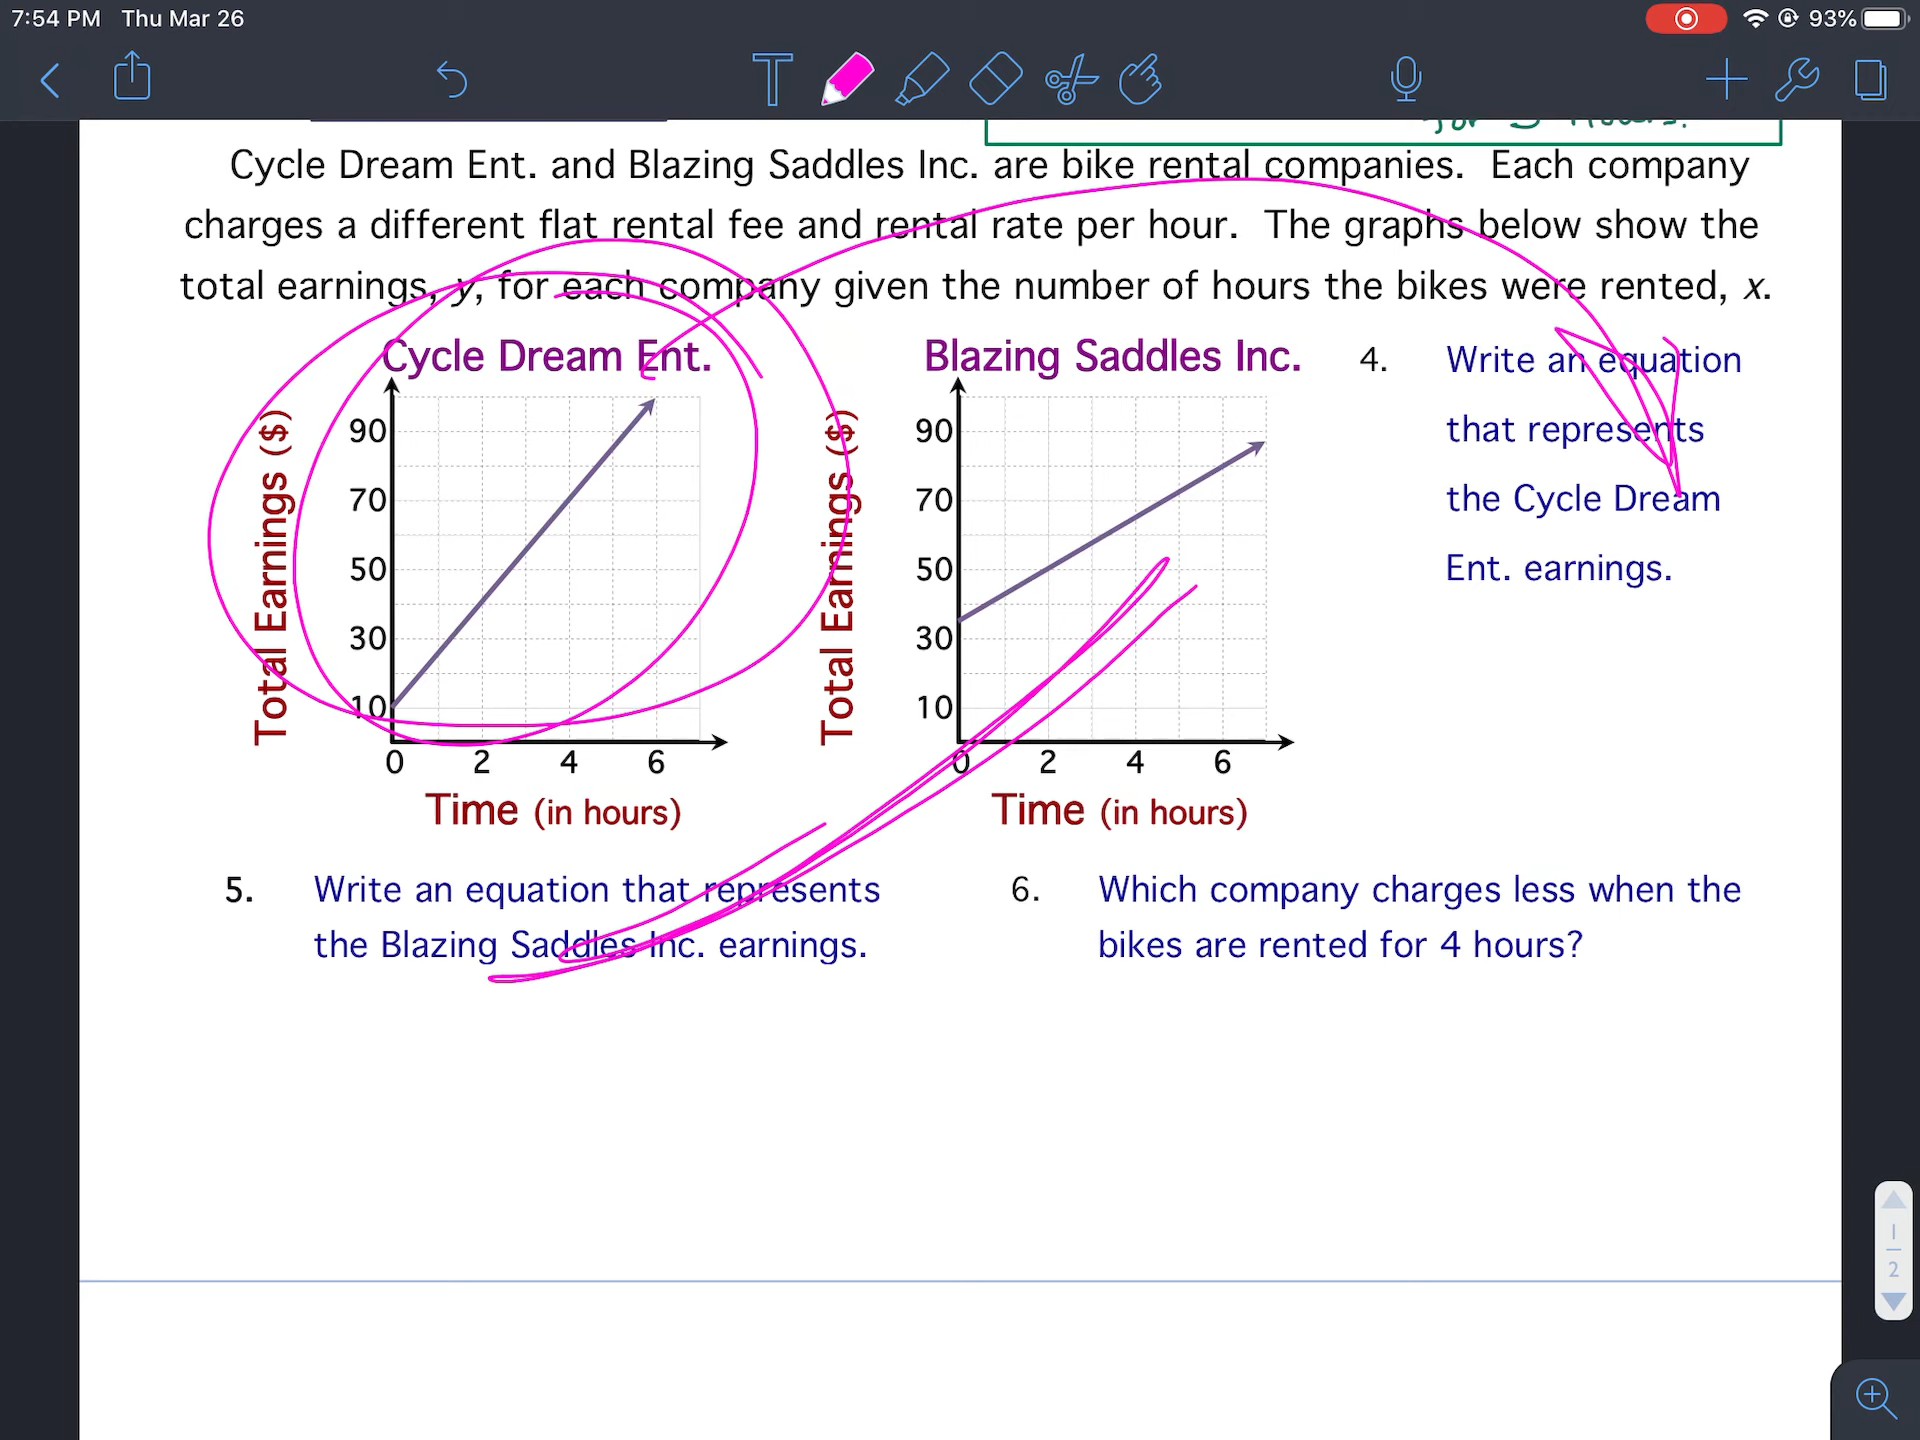 7:54 PM Thu Mar 26
93%
Cycle Dream Ent. and Blazing Saddles Inc. are bike rental companies. Each company
charges a different flat rental fee and rental rate per hour. The graphs below show the
total earnings, y, for each company given the number of hours the bikes were rented, x.
Cycle Dream Ent.
Total Earnings ($)
90
70
50
30
10
0 2 4 6
Time (in hours)
Blazing Saddles Inc.
Total Earnings ($)
90
70
50
30
10
0 2 4 6
Time (in hours)
4. Write an equation
that represents
the Cycle Dream
Ent. earnings.
5. Write an equation that represents
the Blazing Saddles Inc. earnings.
6. Which company charges less when the
bikes are rented for 4 hours?
1
2